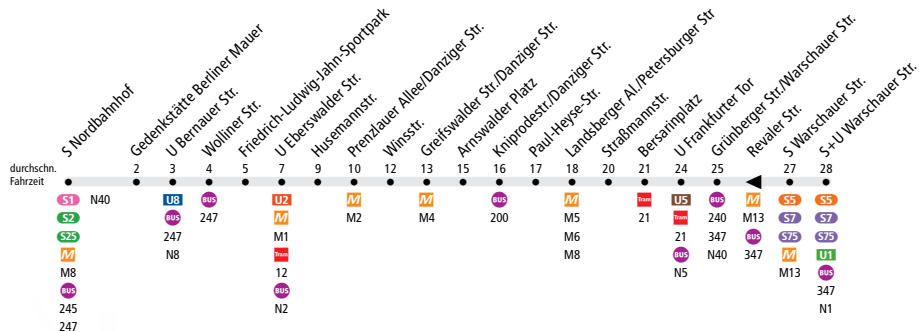 S Nordbahnhof
Gedenkstätte Berliner Mauer
U Bernauer Str.
Wolliner Str.
Friedrich-Ludwig-Jahn-Sportpark
U Eberswalder Str.
Husemannstr.
Prenzlauer Allee/Danziger Str.
Winsstr.
Greifswalder Str./Danziger Str.
Arnswalder Platz
Kniprodestr./Danziger Str.
Paul-Heyse-Str.
Landsberger Al./Petersburger Str
Straßmannstr.
Bersarinplatz
U Frankfurter Tor
Grünberger Str./Warschauer Str.
Revaler Str.
S Warschauer Str.
S+U Warschauer Str.
durchschn. 2 3 4 5 7 9 10 12 13 15 16 17 18 20 21 24 25 27 28
Fahrzeit
S1 N40 U8 BUS U2 M M BUS M Tram U5 BUS M S5 S5
S2 BUS 247 M M2 M4 200 M5 21 Tram 240 M13 S7 S7
S25 247 M1 M6 21 347 BUS S75 S75
M N8 Tram M8 BUS N40 347 M U1
M8 12 N5 M13 BUS
BUS BUS 347
245 N2 N1
247